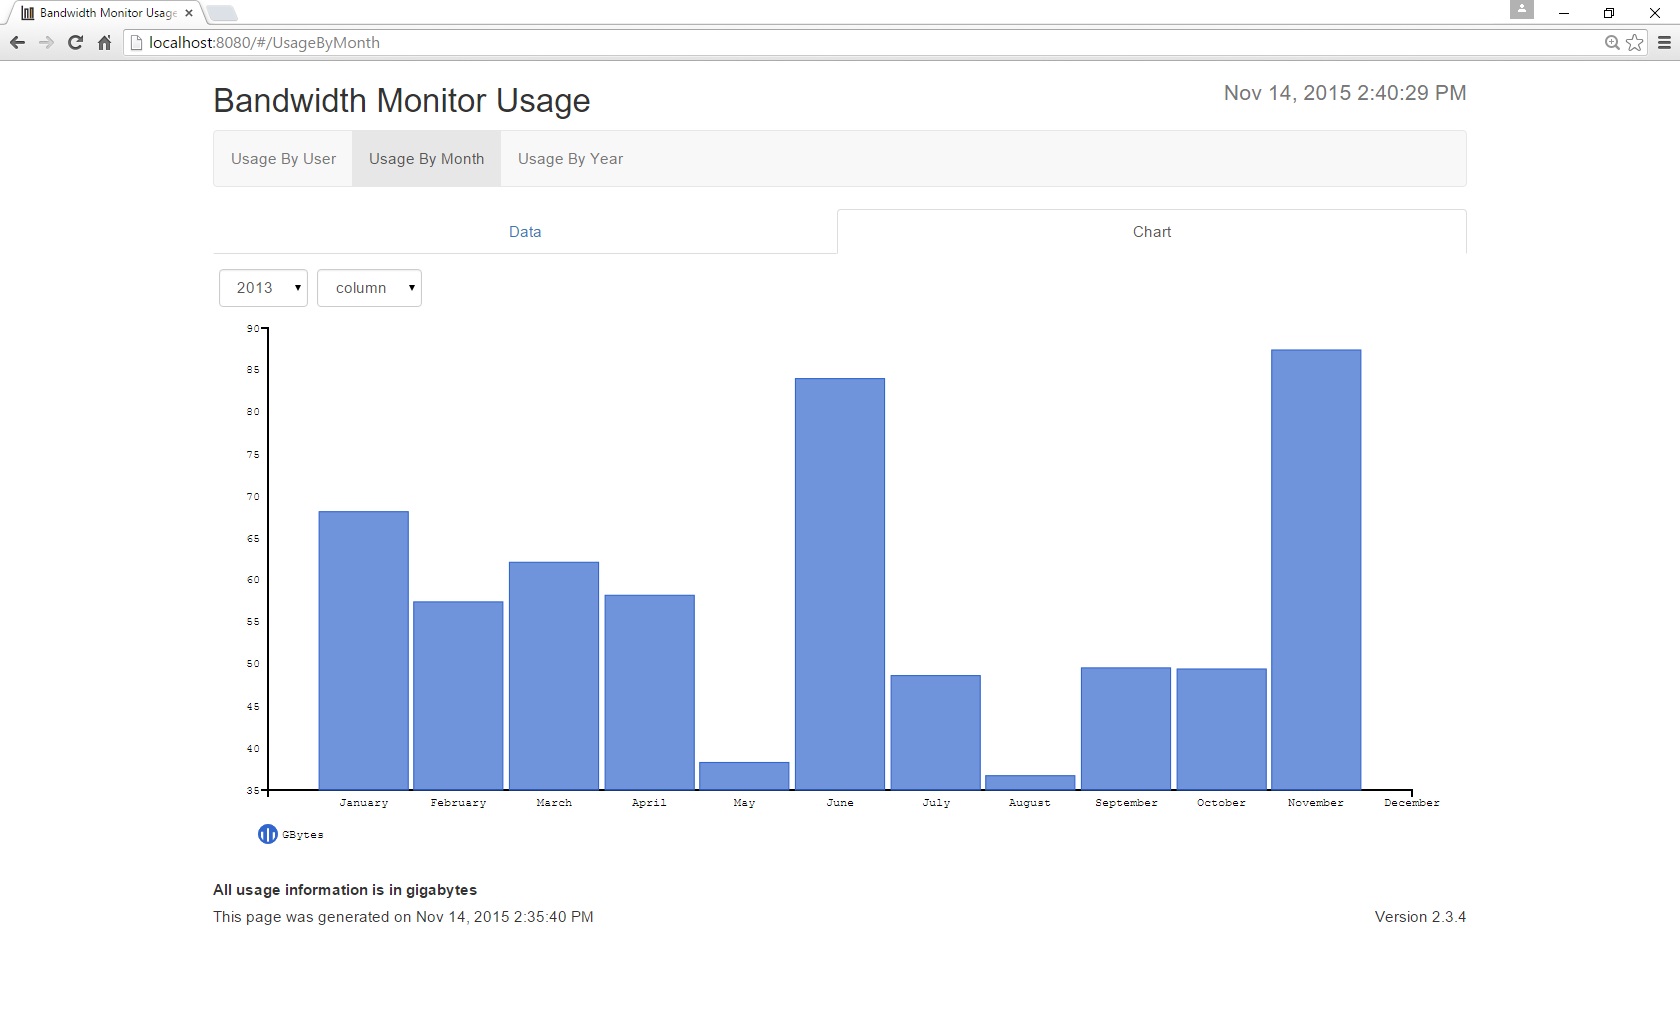 Bandwidth Monitor Usage
localhost:8080/#/UsageByMonth
Bandwidth Monitor Usage
Nov 14, 2015 2:40:29 PM
Usage By User
Usage By Month
Usage By Year
Data
Chart
2013
column
90
85
80
75
70
65
60
55
50
45
40
35
January
February
March
April
May
June
July
August
September
October
November
December
GBytes
All usage information is in gigabytes
This page was generated on Nov 14, 2015 2:35:40 PM
Version 2.3.4